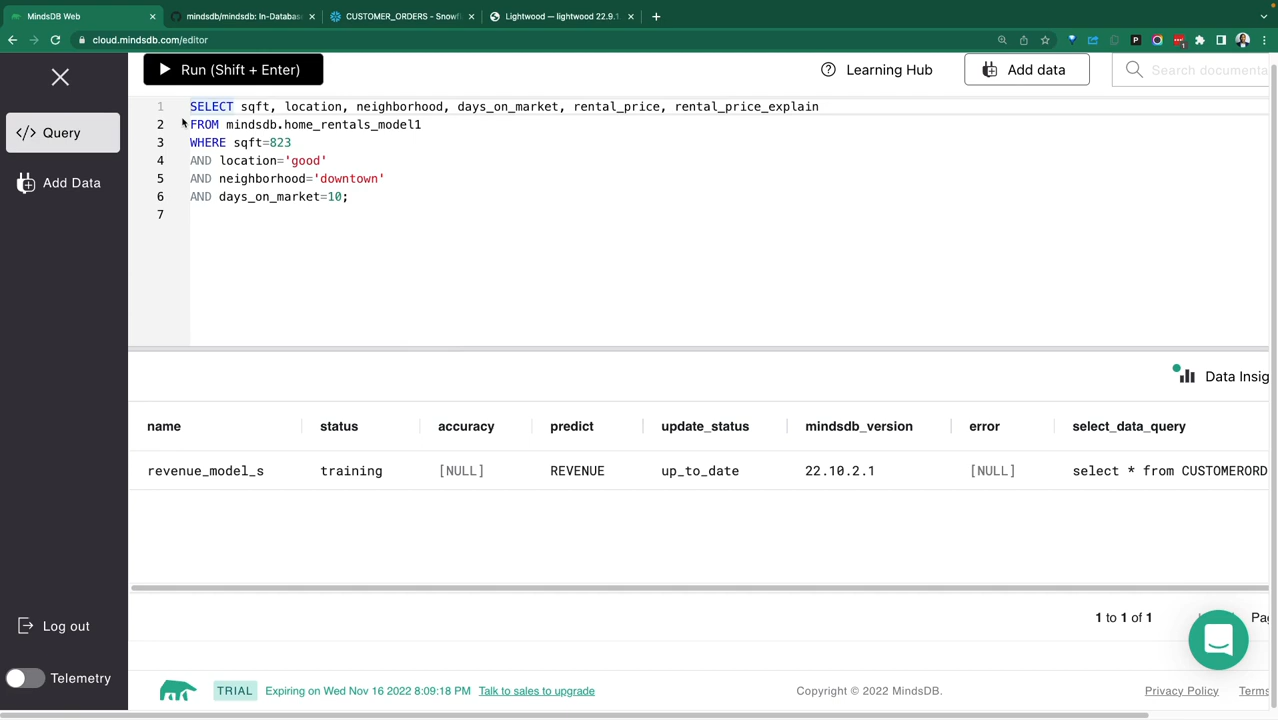 MindsDB Web
mindsdb/mindsdb: In-Databas
CUSTOMER_ORDERS - Snowf
Lightwood — lightwood 22.9.1
cloud.mindsdb.com/editor
Run (Shift + Enter)
Learning Hub
Add data
Search documenta
Query
Add Data
1 SELECT sqft, location, neighborhood, days_on_market, rental_price, rental_price_explain
2 FROM mindsdb.home_rentals_model1
3 WHERE sqft=823
4 AND location='good'
5 AND neighborhood='downtown'
6 AND days_on_market=10;
7
Data Insig
name status accuracy predict update_status mindsdb_version error select_data_query
revenue_model_s training [NULL] REVENUE up_to_date 22.10.2.1 [NULL] select * from CUSTOMERORD
1 to 1 of 1
Pag
Log out
Telemetry
TRIAL Expiring on Wed Nov 16 2022 8:09:18 PM Talk to sales to upgrade
Copyright © 2022 MindsDB.
Privacy Policy
Terms